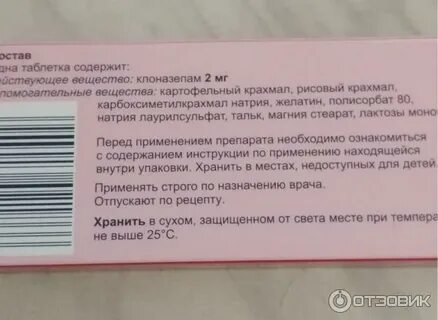 остав
дна таблетка содержит:
ействующее вещество: клоназепам 2 мг
помогательные вещества: картофельный крахмал, рисовый крахмал,
карбоксиметилкрахмал натрия, желатин, полисорбат 80,
натрия лаурилсульфат, тальк, магния стеарат, лактозы моно
Перед применением препарата необходимо ознакомиться
с содержанием инструкции по применению находящейся
внутри упаковки. Хранить в местах, недоступных для детей.
Применять строго по назначению врача.
Отпускают по рецепту.
Хранить в сухом, защищенном от света месте при темпера
не выше 25°С.
ОТЗОВИК